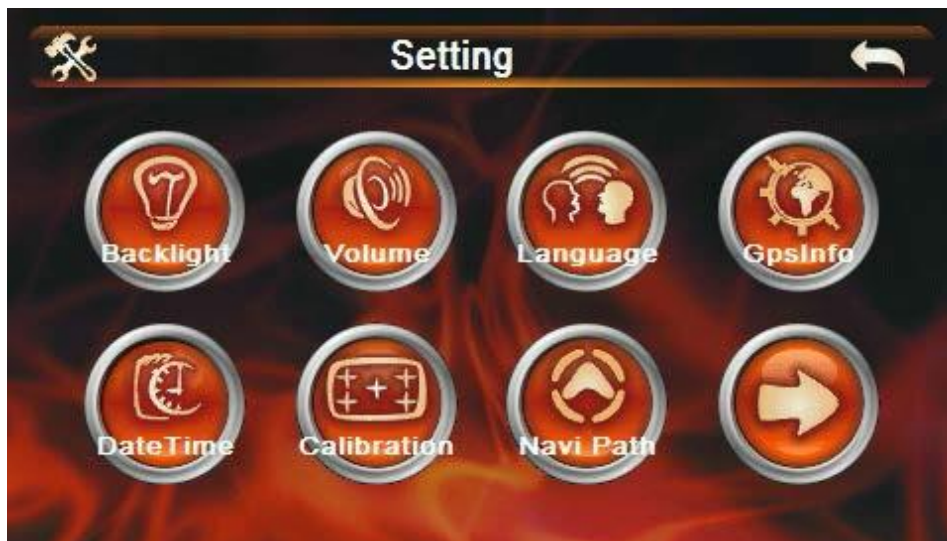 Setting
Backlight
Volume
Language
GpsInfo
DateTime
Calibration
Navi Path